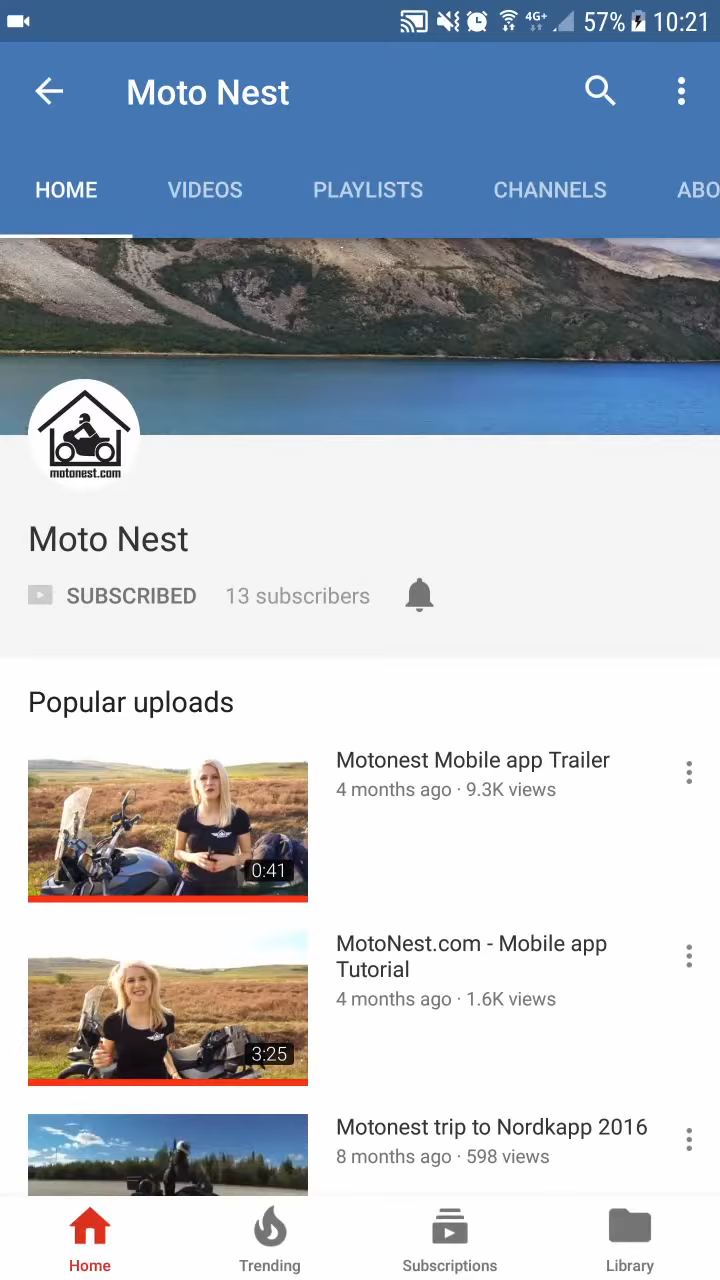 4G+ 57% 10:21
Moto Nest
HOME VIDEOS PLAYLISTS CHANNELS ABO
motonest.com
Moto Nest
SUBSCRIBED 13 subscribers
Popular uploads
Motonest Mobile app Trailer
4 months ago · 9.3K views
0:41
MotoNest.com - Mobile app
Tutorial
4 months ago · 1.6K views
3:25
Motonest trip to Nordkapp 2016
8 months ago · 598 views
Home Trending Subscriptions Library